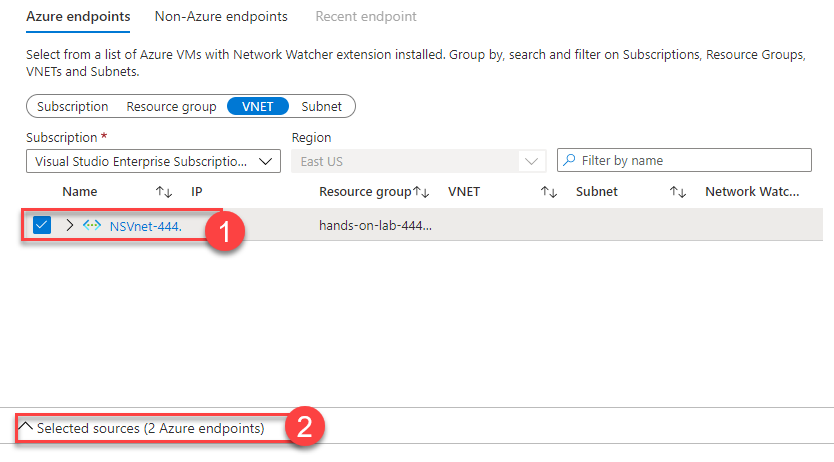 Azure endpoints Non-Azure endpoints Recent endpoint
Select from a list of Azure VMs with Network Watcher extension installed. Group by, search and filter on Subscriptions, Resource Groups,
VNETs and Subnets.
Subscription Resource group VNET Subnet
Subscription * Region
Visual Studio Enterprise Subscriptio... East US Filter by name
Name IP Resource group VNET Subnet Network Watc...
NSVnet-444. 1 hands-on-lab-444...
Selected sources (2 Azure endpoints) 2